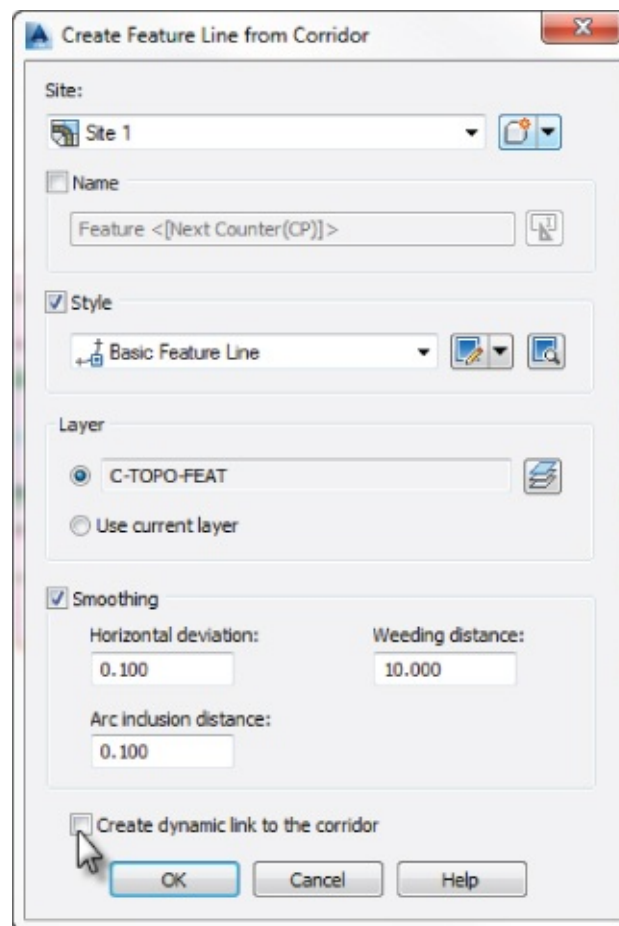 Create Feature Line from Corridor
Site:
Site 1
Name
Feature <[Next Counter(CP)]>
Style
Basic Feature Line
Layer
C-TOPO-FEAT
Use current layer
Smoothing
Horizontal deviation: Weeding distance:
0.100 10.000
Arc inclusion distance:
0.100
Create dynamic link to the corridor
OK Cancel Help